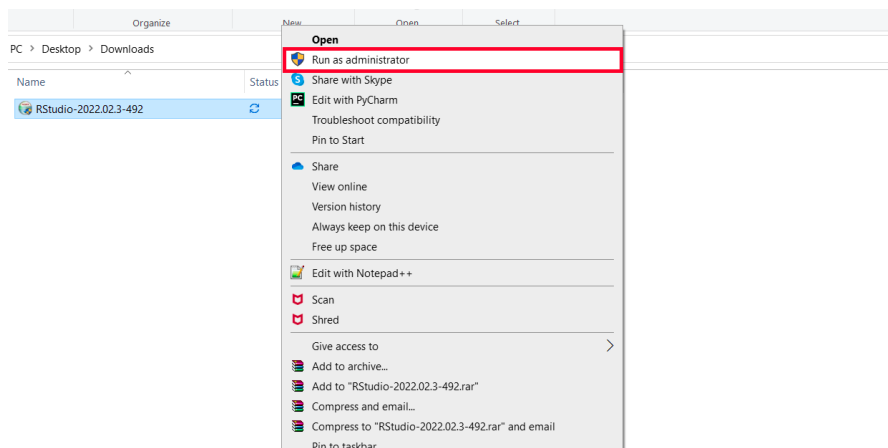 Organize New Open Select
PC > Desktop > Downloads
Name Status
RStudio-2022.02.3-492
Open
Run as administrator
Share with Skype
Edit with PyCharm
Troubleshoot compatibility
Pin to Start
Share
View online
Version history
Always keep on this device
Free up space
Edit with Notepad++
Scan
Shred
Give access to
Add to archive...
Add to "RStudio-2022.02.3-492.rar"
Compress and email...
Compress to "RStudio-2022.02.3-492.rar" and email
Pin to taskbar